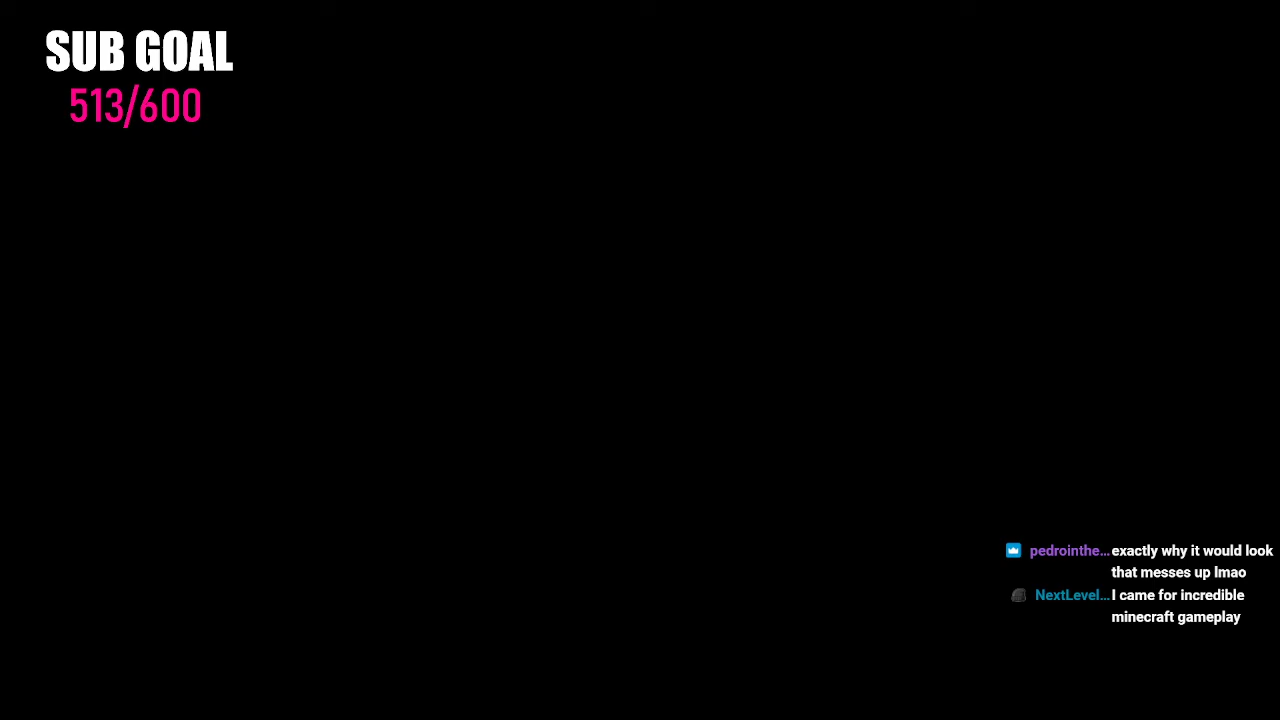 SUB GOAL
513/600
pedrointhe... exactly why it would look
that messes up lmao
NextLevel... I came for incredible
minecraft gameplay